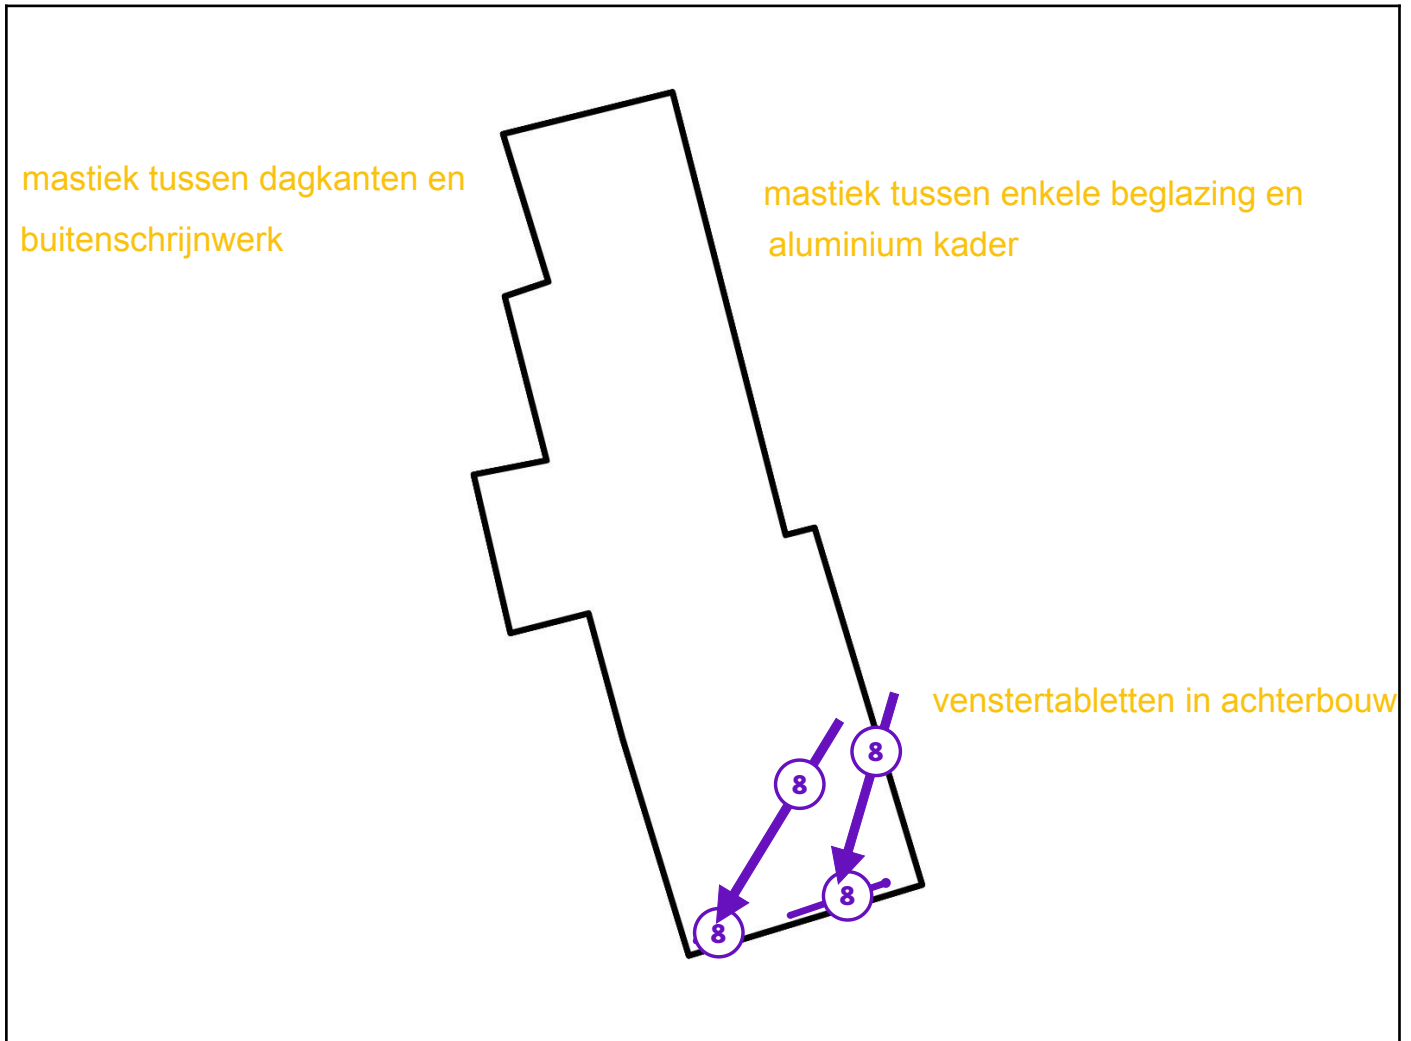 mastiek tussen dagkanten en
buitenschrijnwerk
mastiek tussen enkele beglazing en
aluminium kader
venstertabletten in achterbouw
8
8
8
8